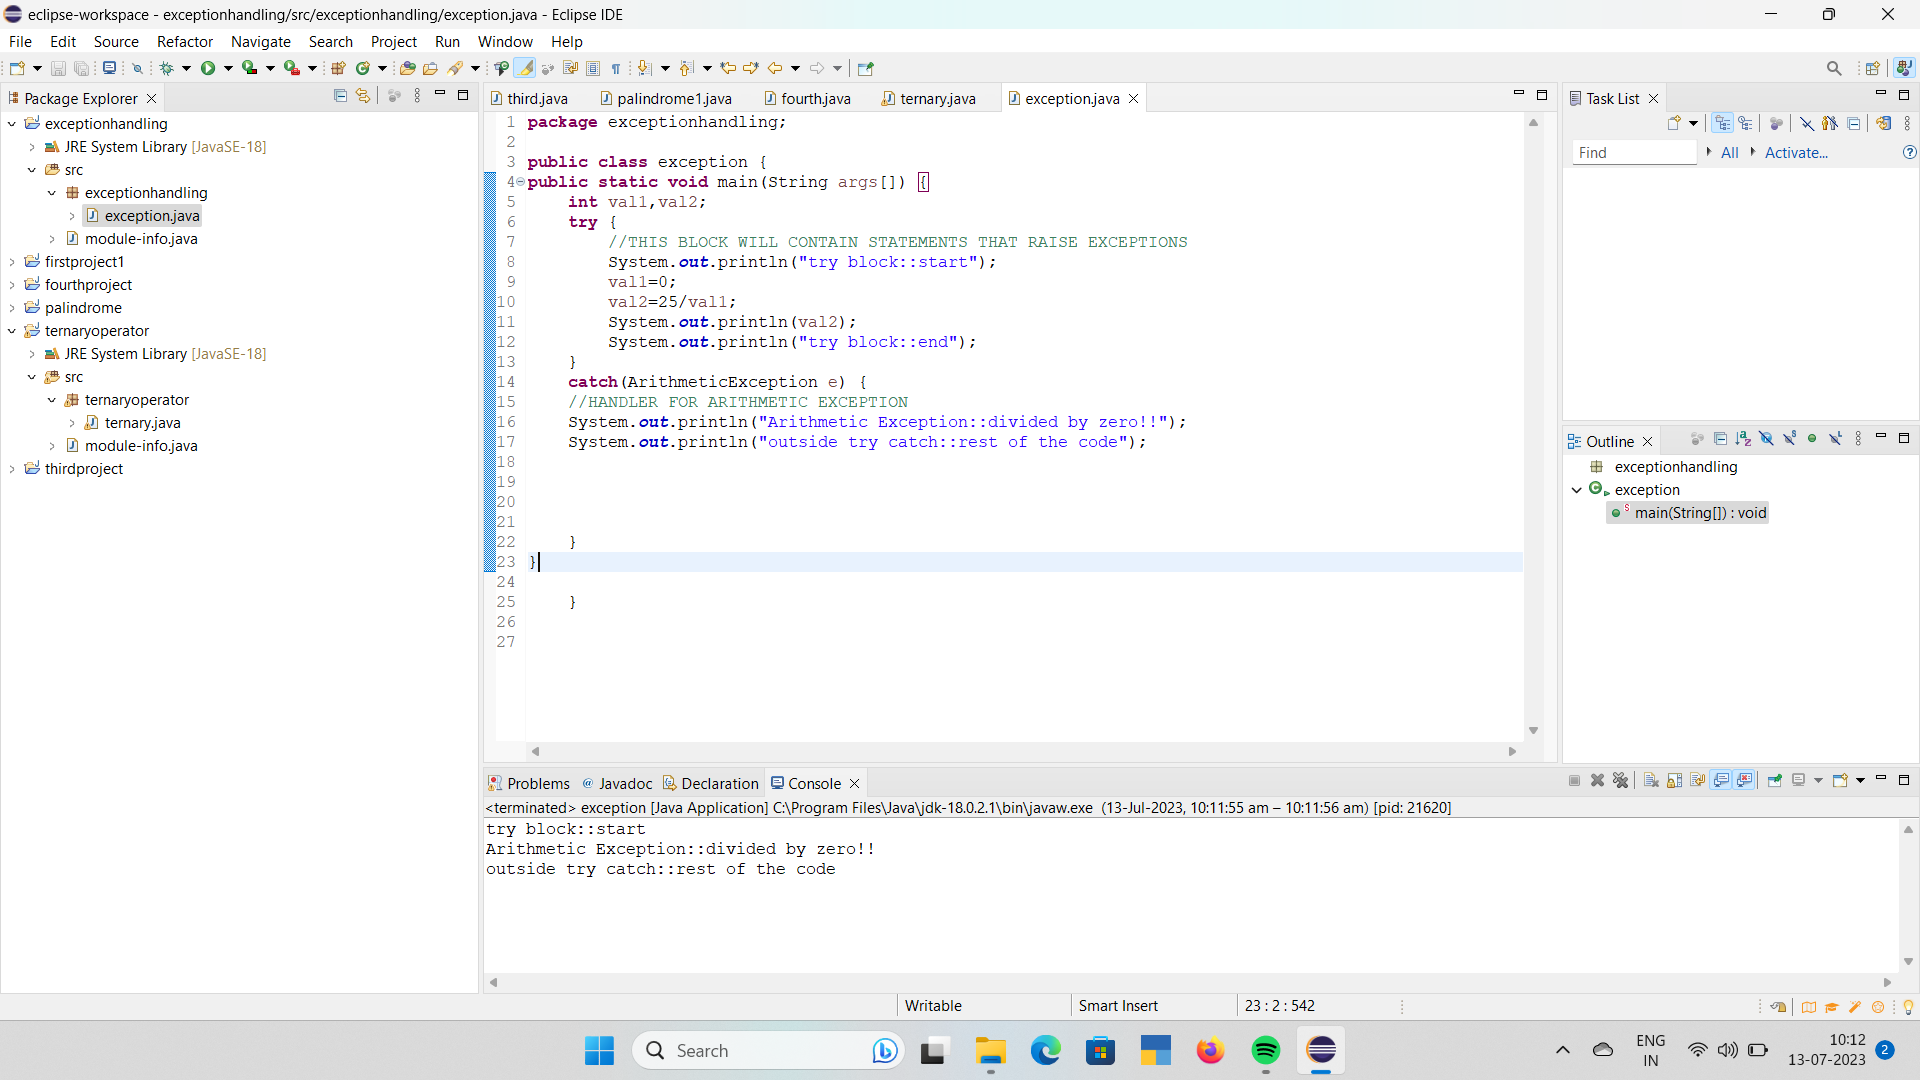 eclipse-workspace - exceptionhandling/src/exceptionhandling/exception.java - Eclipse IDE
File Edit Source Refactor Navigate Search Project Run Window Help
Package Explorer
exceptionhandling
JRE System Library [JavaSE-18]
src
exceptionhandling
exception.java
module-info.java
firstproject1
fourthproject
palindrome
ternaryoperator
JRE System Library [JavaSE-18]
src
ternaryoperator
ternary.java
module-info.java
thirdproject
third.java palindrome1.java fourth.java ternary.java exception.java
1 package exceptionhandling;
2
3 public class exception {
4 public static void main(String args[]) {
5 int val1,val2;
6 try {
7 //THIS BLOCK WILL CONTAIN STATEMENTS THAT RAISE EXCEPTIONS
8 System.out.println("try block::start");
9 val1=0;
10 val2=25/val1;
11 System.out.println(val2);
12 System.out.println("try block::end");
13 }
14 catch(ArithmeticException e) {
15 //HANDLER FOR ARITHMETIC EXCEPTION
16 System.out.println("Arithmetic Exception::divided by zero!!");
17 System.out.println("outside try catch::rest of the code");
18
19
20
21
22 }
23 }
24
25 }
26
27
Task List
Find All Activate...
Outline
exceptionhandling
exception
main(String[]) : void
Problems Javadoc Declaration Console
<terminated> exception [Java Application] C:\Program Files\Java\jdk-18.0.2.1\bin\javaw.exe (13-Jul-2023, 10:11:55 am – 10:11:56 am) [pid: 21620]
try block::start
Arithmetic Exception::divided by zero!!
outside try catch::rest of the code
Writable Smart Insert 23 : 2 : 542
Search
ENG
IN
10:12
13-07-2023
2